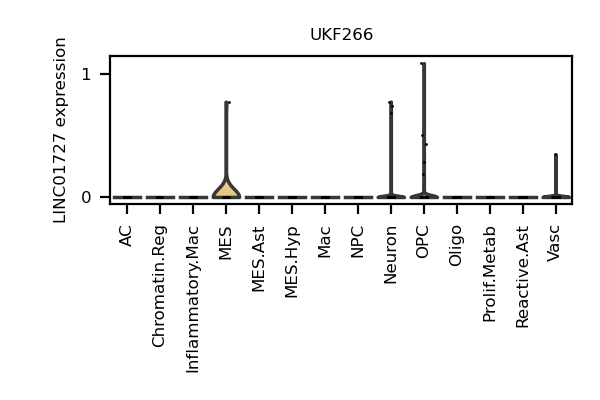 UKF266
LINC01727 expression
1
0
AC
Chromatin.Reg
Inflammatory.Mac
MES
MES.Ast
MES.Hyp
Mac
NPC
Neuron
OPC
Oligo
Prolif.Metab
Reactive.Ast
Vasc